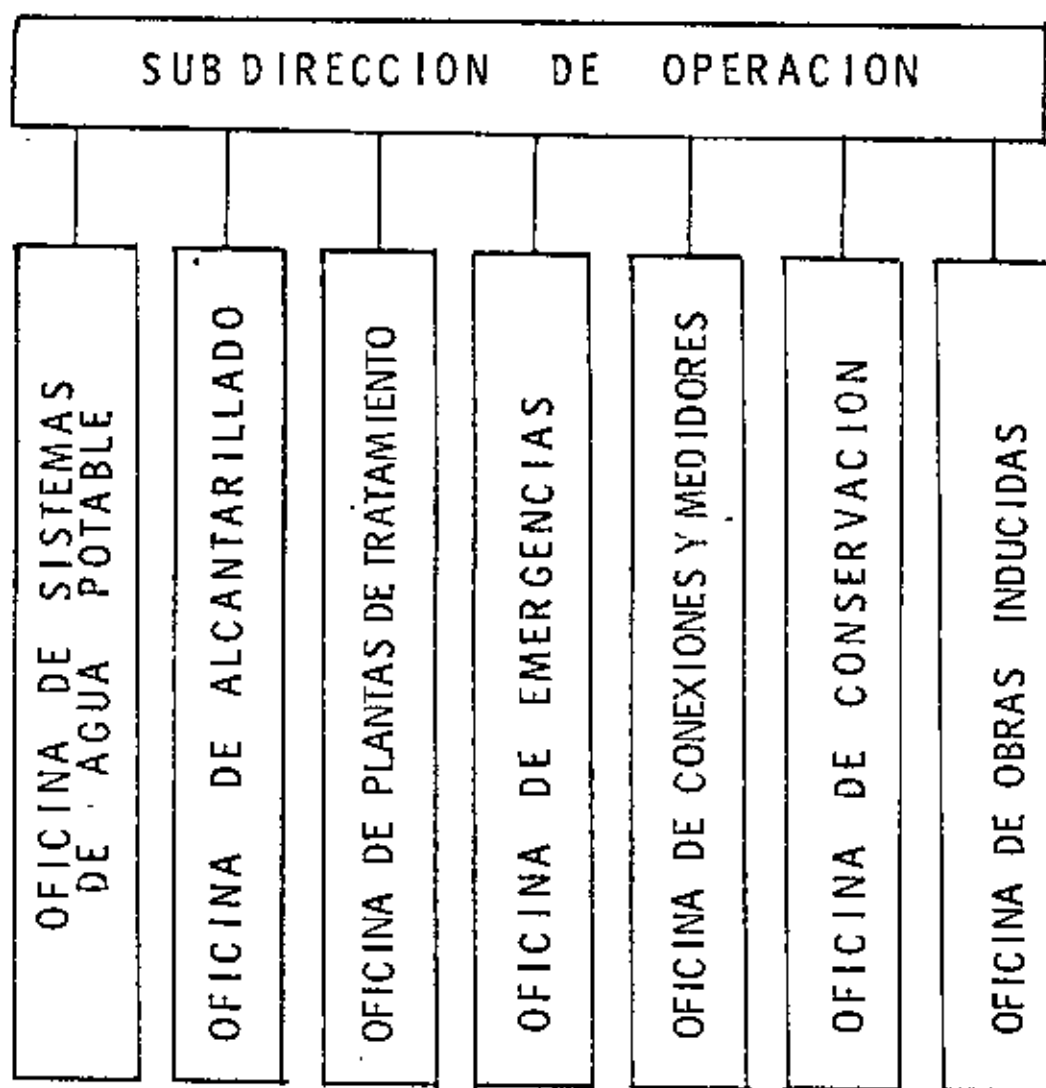 SUBDIRECCION DE OPERACION
OFICINA DE SISTEMAS
DE AGUA POTABLE
OFICINA DE ALCANTARILLADO
OFICINA DE PLANTAS DE TRATAMIENTO
OFICINA DE EMERGENCIAS
OFICINA DE CONEXIONES Y MEDIDORES
OFICINA DE CONSERVACION
OFICINA DE OBRAS INDUCIDAS